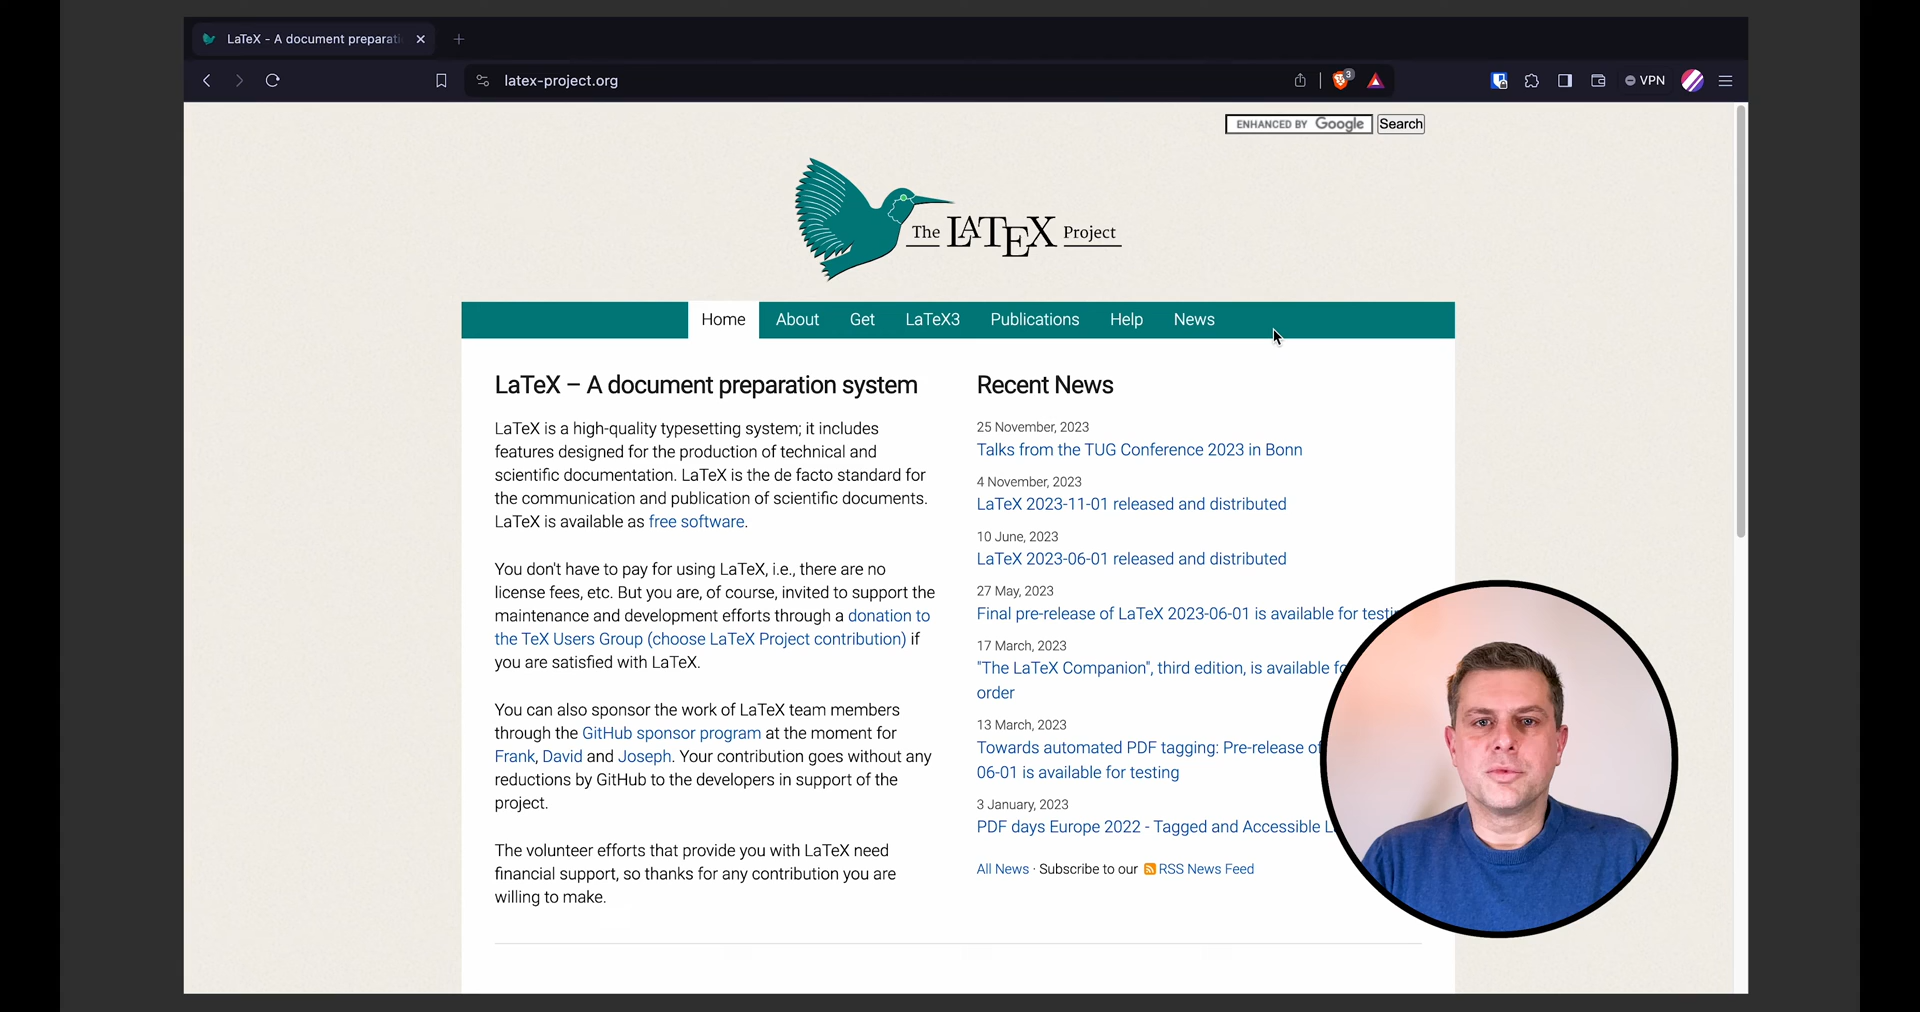 LaTeX - A document preparati
latex-project.org
3
VPN
ENHANCED BY Google
Search
The LATEX Project
Home
About
Get
LaTeX3
Publications
Help
News
LaTeX – A document preparation system
LaTeX is a high-quality typesetting system; it includes
features designed for the production of technical and
scientific documentation. LaTeX is the de facto standard for
the communication and publication of scientific documents.
LaTeX is available as free software.
You don't have to pay for using LaTeX, i.e., there are no
license fees, etc. But you are, of course, invited to support the
maintenance and development efforts through a donation to
the TeX Users Group (choose LaTeX Project contribution) if
you are satisfied with LaTeX.
You can also sponsor the work of LaTeX team members
through the GitHub sponsor program at the moment for
Frank, David and Joseph. Your contribution goes without any
reductions by GitHub to the developers in support of the
project.
The volunteer efforts that provide you with LaTeX need
financial support, so thanks for any contribution you are
willing to make.
Recent News
25 November, 2023
Talks from the TUG Conference 2023 in Bonn
4 November, 2023
LaTeX 2023-11-01 released and distributed
10 June, 2023
LaTeX 2023-06-01 released and distributed
27 May, 2023
Final pre-release of LaTeX 2023-06-01 is available for
17 March, 2023
"The LaTeX Companion", third edition, is available
order
13 March, 2023
Towards automated PDF tagging: Pre-release of
06-01 is available for testing
3 January, 2023
PDF days Europe 2022 - Tagged and Accessible
All News · Subscribe to our RSS News Feed